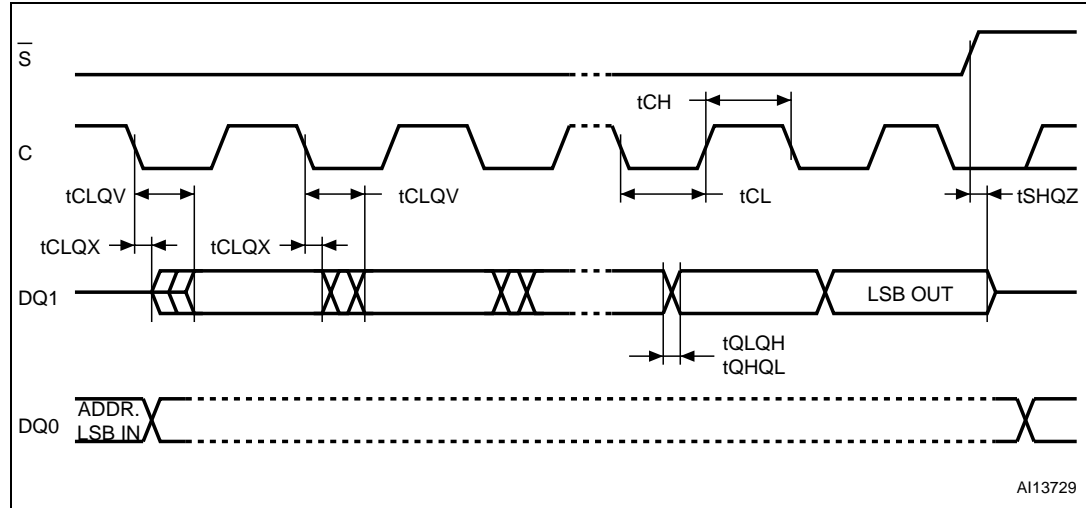 S
tCH
C
tCLQV
tCLQV
tCL
tSHQZ
tCLQX
tCLQX
DQ1
LSB OUT
tQLQH
tQHQL
DQ0
ADDR.
LSB IN
AI13729